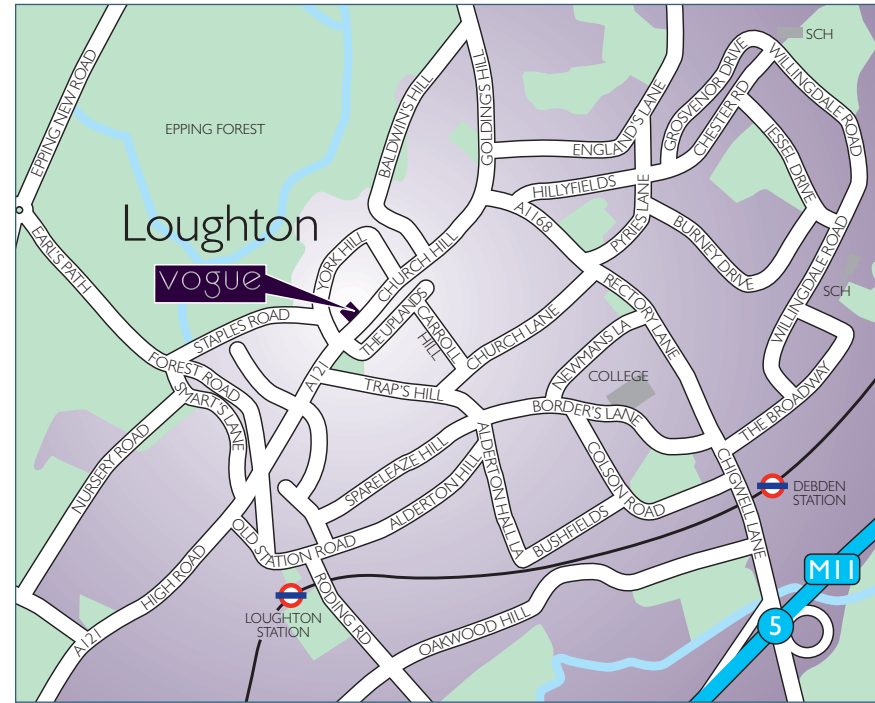 SCH
EPPING NEW ROAD
BALDWIN'S HILL
GOLDINGS HILL
ENGLAND'S LANE
GROSVENOR DRIVE
CHESTER RD
WILLINGDALE ROAD
EPPING FOREST
JESSEL DRIVE
HILLYFIELDS
A1168
PYRIES LANE
BURNEY DRIVE
EARL'S PATH
Loughton
YORK HILL
CHURCH HILL
vogue
WILLINGDALE ROAD
SCH
STAPLES ROAD
THE UPLANDS
CARROLL
HILL
CHURCH LANE
RECTORY LANE
NEWMANS LA
FOREST ROAD
A121
TRAP'S HILL
COLLEGE
SMART'S LANE
BORDER'S LANE
THE BROADWAY
NURSERY ROAD
SPARELEAZE HILL
ALDERTON HILL
ALDERTON HALL LA
COLSON ROAD
CHIGWELL LANE
DEBDEN
STATION
OLD STATION ROAD
BUSHFIELDS
HIGH ROAD
RODING RD
M11
LOUGHTON
STATION
OAKWOOD HILL
5
A121